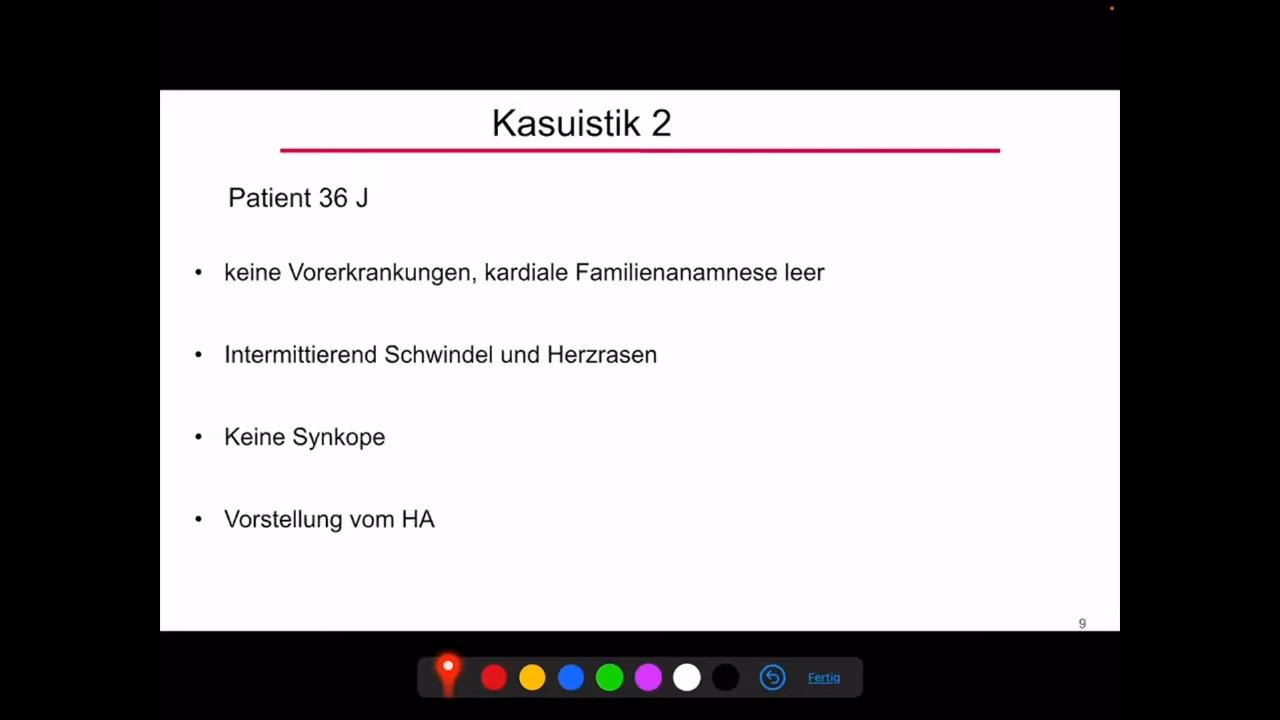 Kasuistik 2
Patient 36 J
• keine Vorerkrankungen, kardiale Familienanamnese leer
• Intermittierend Schwindel und Herzrasen
• Keine Synkope
• Vorstellung vom HA
9
Fertig